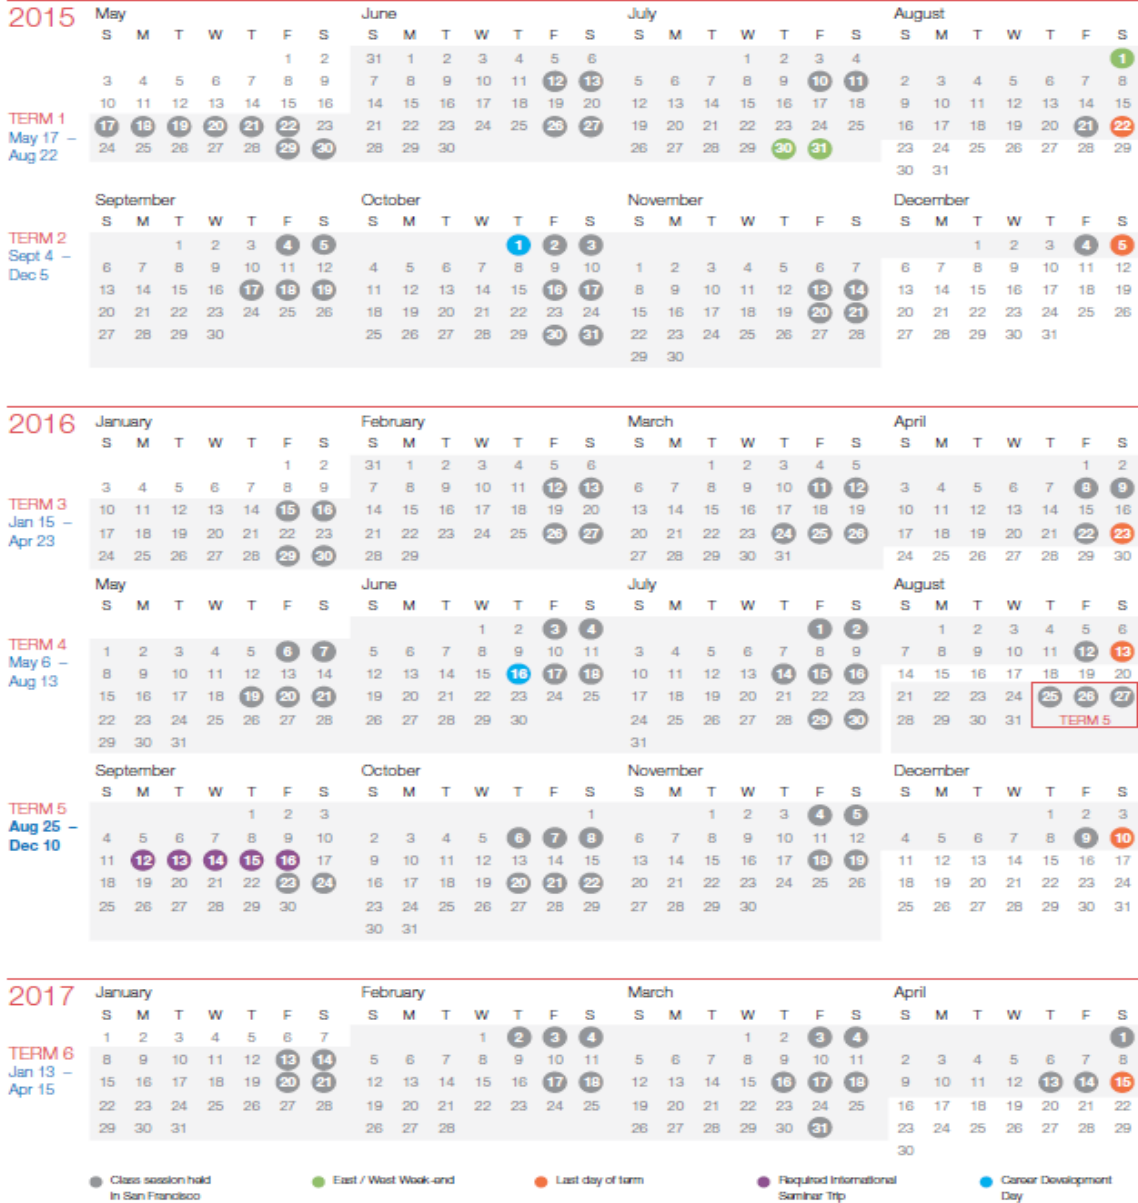 2015 May June July August
S M T W T F S S M T W T F S S M T W T F S S M T W T F S
1 2 31 1 2 3 4 5 6 1 2 3 4 1
3 4 5 6 7 8 9 7 8 9 10 11 12 13 5 6 7 8 9 10 11 2 3 4 5 6 7 8
10 11 12 13 14 15 16 14 15 16 17 18 19 20 12 13 14 15 16 17 18 9 10 11 12 13 14 15
TERM 1 17 18 19 20 21 22 23 21 22 23 24 25 26 27 19 20 21 22 23 24 25 16 17 18 19 20 21 22
May 17 –
Aug 22 24 25 26 27 28 29 30 28 29 30 26 27 28 29 30 31 23 24 25 26 27 28 29
30 31
September October November December
S M T W T F S S M T W T F S S M T W T F S S M T W T F S
TERM 2 1 2 3 4 5 1 2 3 1 2 3 4 5
Sept 4 –
Dec 5 6 7 8 9 10 11 12 4 5 6 7 8 9 10 1 2 3 4 5 6 7 6 7 8 9 10 11 12
13 14 15 16 17 18 19 11 12 13 14 15 16 17 8 9 10 11 12 13 14 13 14 15 16 17 18 19
20 21 22 23 24 25 26 18 19 20 21 22 23 24 15 16 17 18 19 20 21 20 21 22 23 24 25 26
27 28 29 30 25 26 27 28 29 30 31 22 23 24 25 26 27 28 27 28 29 30 31
29 30
2016 January February March April
S M T W T F S S M T W T F S S M T W T F S S M T W T F S
1 2 31 1 2 3 4 5 6 1 2 3 4 5 1 2
3 4 5 6 7 8 9 7 8 9 10 11 12 13 6 7 8 9 10 11 12 3 4 5 6 7 8 9
TERM 3 10 11 12 13 14 15 16 14 15 16 17 18 19 20 13 14 15 16 17 18 19 10 11 12 13 14 15 16
Jan 15 –
Apr 23 17 18 19 20 21 22 23 21 22 23 24 25 26 27 20 21 22 23 24 25 26 17 18 19 20 21 22 23
24 25 26 27 28 29 30 28 29 27 28 29 30 31 24 25 26 27 28 29 30
May June July August
S M T W T F S S M T W T F S S M T W T F S S M T W T F S
1 2 3 4 1 2 1 2 3 4 5 6
TERM 4 1 2 3 4 5 6 7 5 6 7 8 9 10 11 3 4 5 6 7 8 9 7 8 9 10 11 12 13
May 6 –
Aug 13 8 9 10 11 12 13 14 12 13 14 15 16 17 18 10 11 12 13 14 15 16 14 15 16 17 18 19 20
15 16 17 18 19 20 21 19 20 21 22 23 24 25 17 18 19 20 21 22 23 21 22 23 24 25 26 27
22 23 24 25 26 27 28 26 27 28 29 30 24 25 26 27 28 29 30 28 29 30 31 TERM 5
29 30 31 31
September October November December
S M T W T F S S M T W T F S S M T W T F S S M T W T F S
TERM 5 1 2 3 1 1 2 3 4 5 1 2 3
Aug 25 –
Dec 10 4 5 6 7 8 9 10 2 3 4 5 6 7 8 6 7 8 9 10 11 12 4 5 6 7 8 9 10
11 12 13 14 15 16 17 9 10 11 12 13 14 15 13 14 15 16 17 18 19 11 12 13 14 15 16 17
18 19 20 21 22 23 24 16 17 18 19 20 21 22 20 21 22 23 24 25 26 18 19 20 21 22 23 24
25 26 27 28 29 30 23 24 25 26 27 28 29 27 28 29 30 25 26 27 28 29 30 31
30 31
2017 January February March April
S M T W T F S S M T W T F S S M T W T F S S M T W T F S
1 2 3 4 5 6 7 1 2 3 4 1 2 3 4 1
TERM 6 8 9 10 11 12 13 14 5 6 7 8 9 10 11 5 6 7 8 9 10 11 2 3 4 5 6 7 8
Jan 13 –
Apr 15 15 16 17 18 19 20 21 12 13 14 15 16 17 18 12 13 14 15 16 17 18 9 10 11 12 13 14 15
22 23 24 25 26 27 28 19 20 21 22 23 24 25 19 20 21 22 23 24 25 16 17 18 19 20 21 22
29 30 31 26 27 28 26 27 28 29 30 31 23 24 25 26 27 28 29
30
Class session held East / West Week-end Last day of term Required International Career Development
in San Francisco Seminar Trip Day